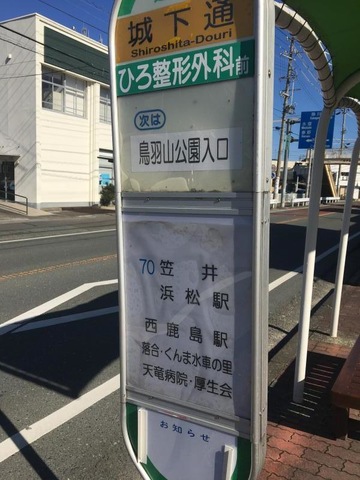 城下通
Shiroshita-Douri
ひろ整形外科前
次は
鳥羽山公園入口
70 笠井
浜松駅
西鹿島駅
落合・くんま水車の里
天竜病院・厚生会
お知らせ